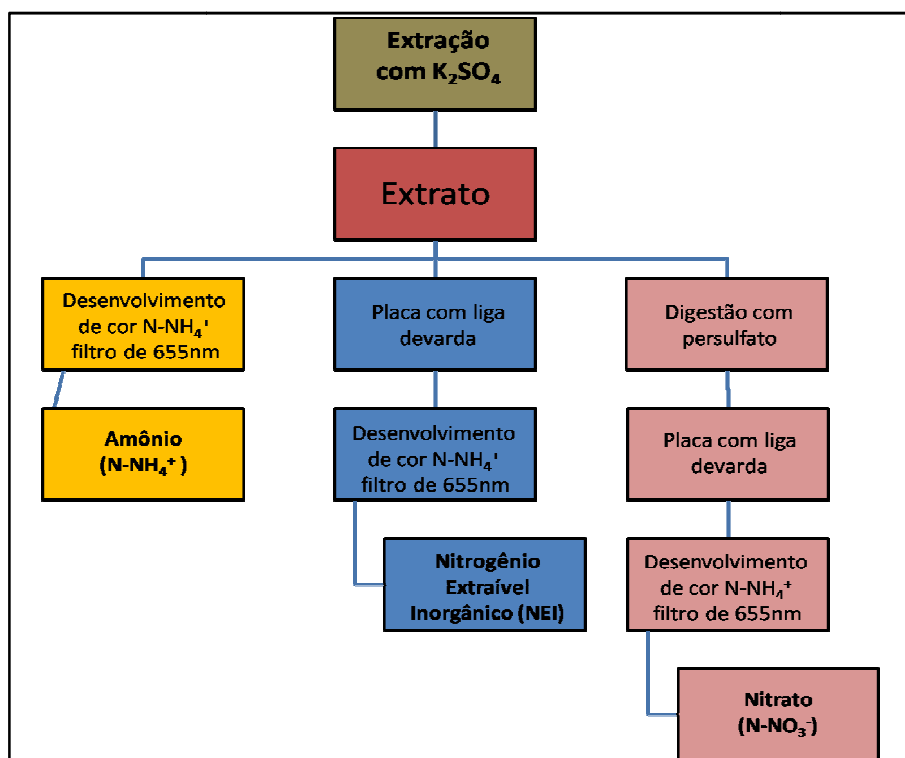 Extração
com K₂SO₄
Extrato
Desenvolvimento
de cor N-NH₄⁺
filtro de 655nm
Amônio
(N-NH₄⁺ )
Placa com liga
devarda
Desenvolvimento
de cor N-NH₄⁺
filtro de 655nm
Nitrogênio
Extraível
Inorgânico (NEI)
Digestão com
persulfato
Placa com liga
devarda
Desenvolvimento
de cor N-NH₄⁺
filtro de 655nm
Nitrato
(N-NO₃⁻)